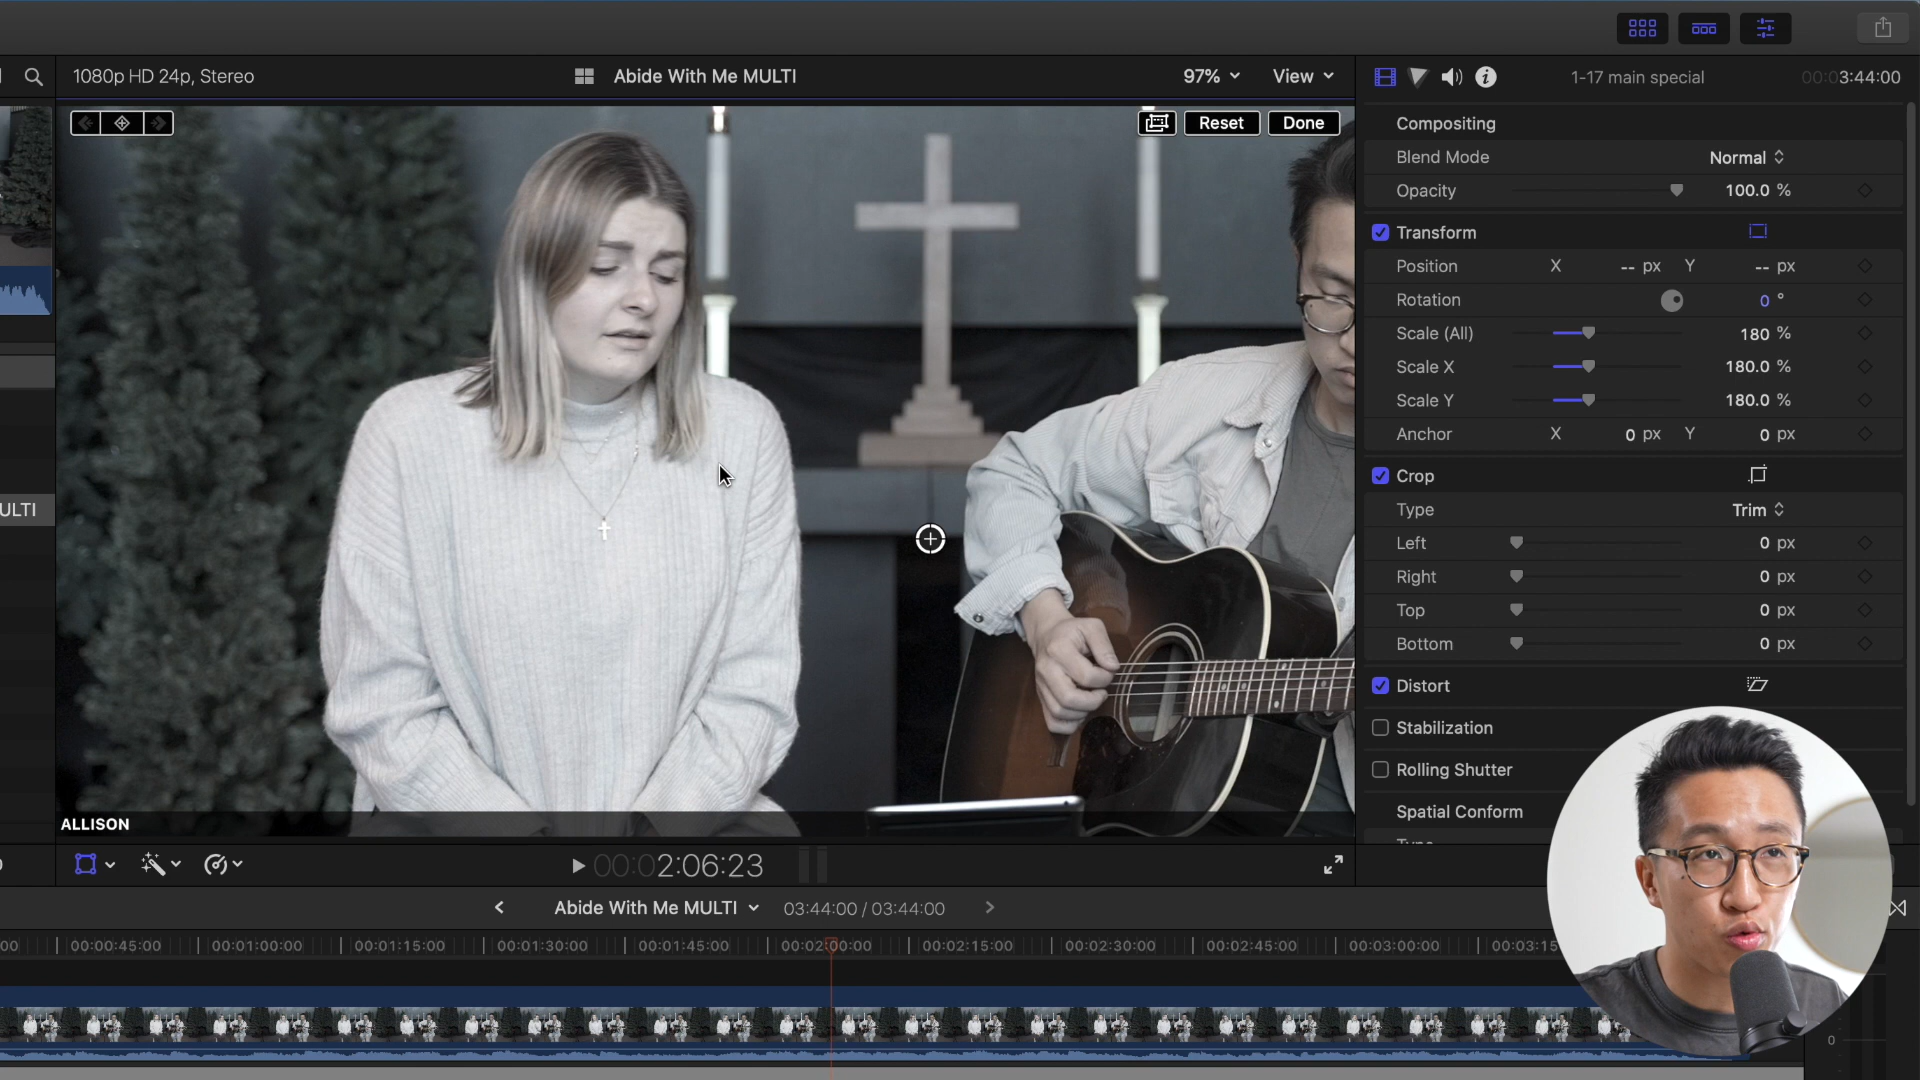 1080p HD 24p, Stereo
Abide With Me MULTI
97%
View
1-17 main special
00:03:44:00
Reset
Done
Compositing
Blend Mode
Normal
Opacity
100.0 %
Transform
Position
X
-- px
Y
-- px
Rotation
0 °
Scale (All)
180 %
Scale X
180.0 %
Scale Y
180.0 %
Anchor
X
0 px
Y
0 px
Crop
ULTI
Type
Trim
Left
0 px
Right
0 px
Top
0 px
Bottom
0 px
Distort
Stabilization
Rolling Shutter
Spatial Conform
ALLISON
00:02:06:23
Abide With Me MULTI
03:44:00 / 03:44:00
00
00:00:45:00
00:01:00:00
00:01:15:00
00:01:30:00
00:01:45:00
00:02:00:00
00:02:15:00
00:02:30:00
00:02:45:00
00:03:00:00
00:03:15
0